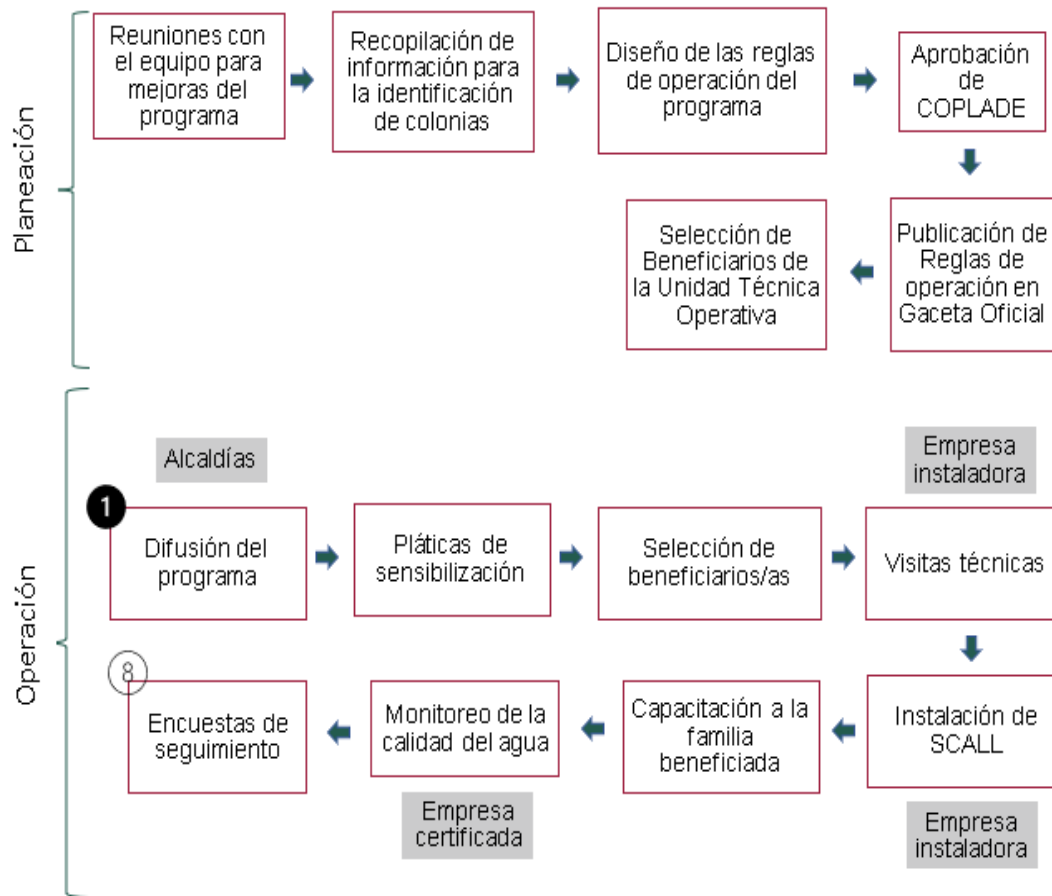 Planeación
Reuniones con
el equipo para
mejoras del
programa
Recopilación de
información para
la identificación
de colonias
Diseño de las reglas
de operación del
programa
Aprobación
de
COPLADE
Publicación de
Reglas de
operación en
Gaceta Oficial
Selección de
Beneficiarios de
la Unidad Técnica
Operativa
Operación
Alcaldías
1
Difusión del
programa
Pláticas de
sensibilización
Selección de
beneficiarios/as
Empresa
instaladora
Visitas técnicas
Instalación de
SCALL
Empresa
instaladora
Capacitación a la
familia
beneficiada
Monitoreo de la
calidad del agua
Empresa
certificada
8
Encuestas de
seguimiento